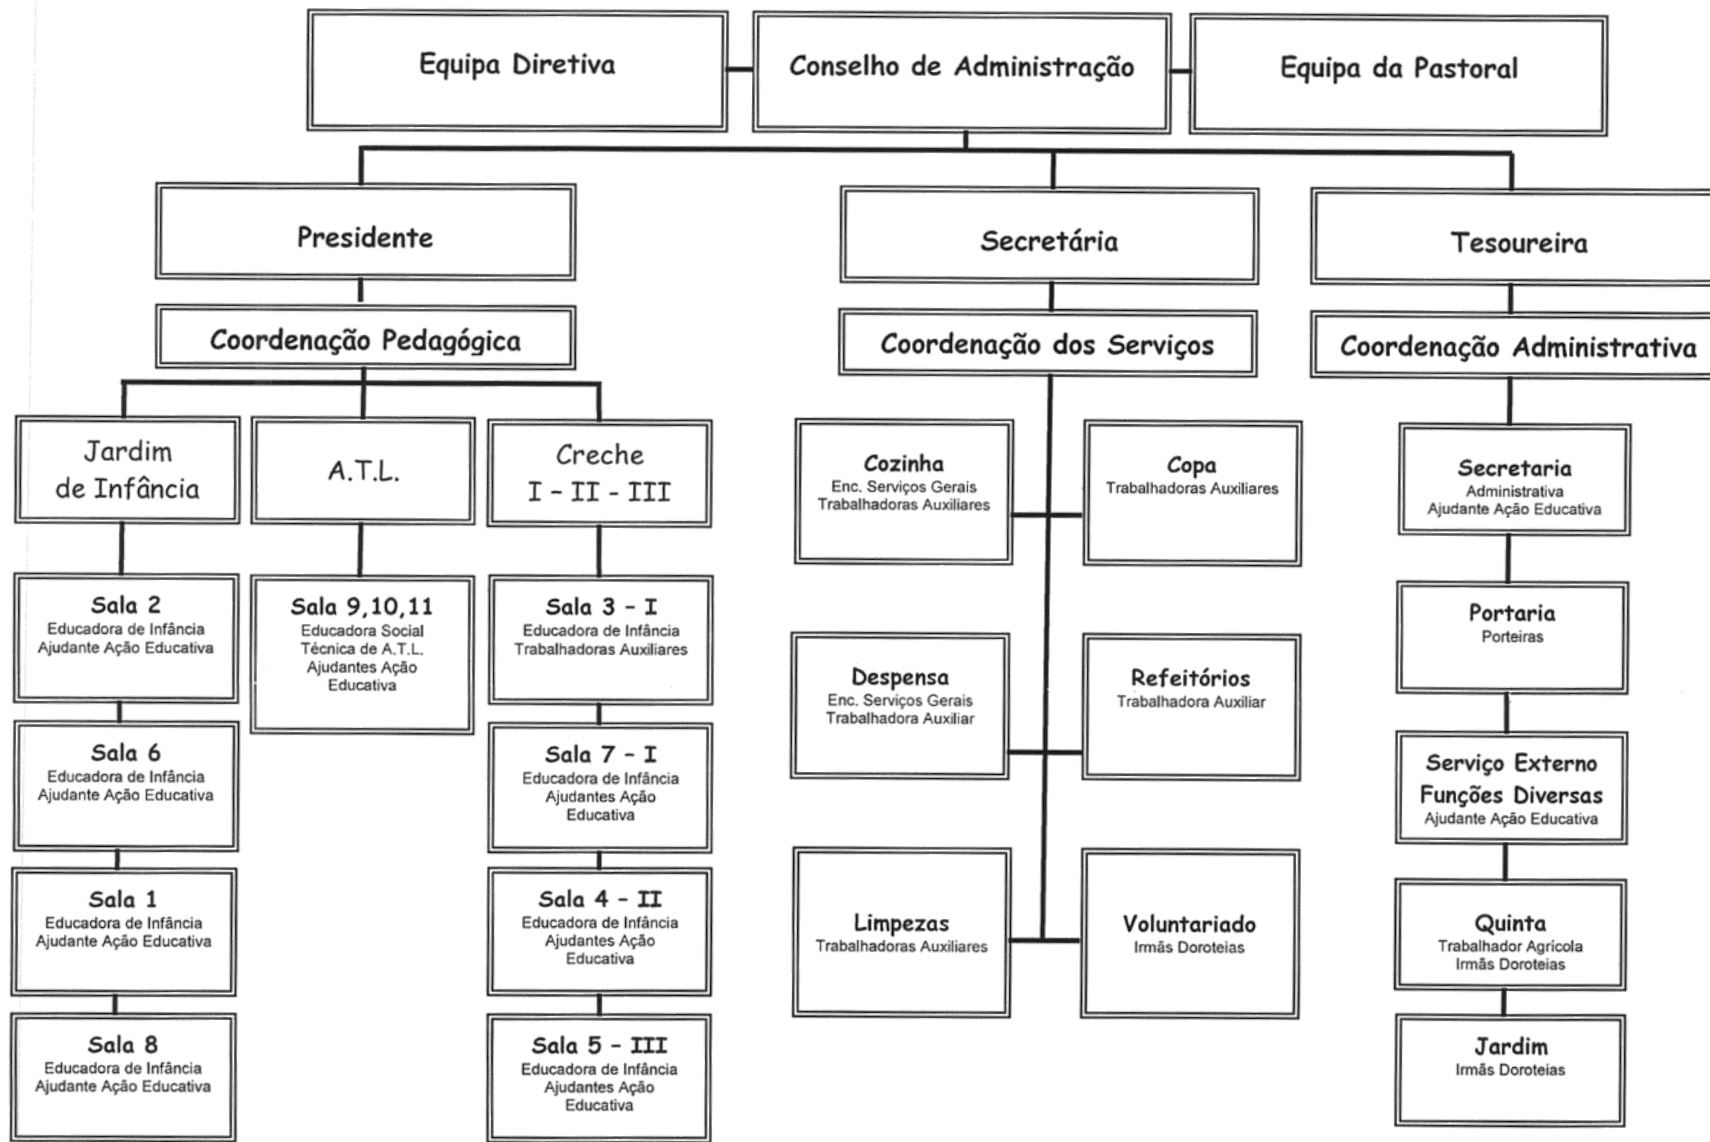 Equipa Diretiva
Conselho de Administração
Equipa da Pastoral
Presidente
Secretária
Tesoureira
Coordenação Pedagógica
Coordenação dos Serviços
Coordenação Administrativa
Jardim
de Infância
A.T.L.
Creche
I - II - III
Sala 2
Educadora de Infância
Ajudante Ação Educativa
Sala 6
Educadora de Infância
Ajudante Ação Educativa
Sala 1
Educadora de Infância
Ajudante Ação Educativa
Sala 8
Educadora de Infância
Ajudante Ação Educativa
Sala 9,10,11
Educadora Social
Técnica de A.T.L.
Ajudantes Ação
Educativa
Sala 3 - I
Educadora de Infância
Trabalhadoras Auxiliares
Sala 7 - I
Educadora de Infância
Ajudantes Ação
Educativa
Sala 4 - II
Educadora de Infância
Ajudantes Ação
Educativa
Sala 5 - III
Educadora de Infância
Ajudantes Ação
Educativa
Cozinha
Enc. Serviços Gerais
Trabalhadoras Auxiliares
Copa
Trabalhadoras Auxiliares
Despensa
Enc. Serviços Gerais
Trabalhadora Auxiliar
Refeitórios
Trabalhadora Auxiliar
Limpezas
Trabalhadoras Auxiliares
Voluntariado
Irmãs Doroteias
Secretaria
Administrativa
Ajudante Ação Educativa
Portaria
Porteiras
Serviço Externo
Funções Diversas
Ajudante Ação Educativa
Quinta
Trabalhador Agrícola
Irmãs Doroteias
Jardim
Irmãs Doroteias